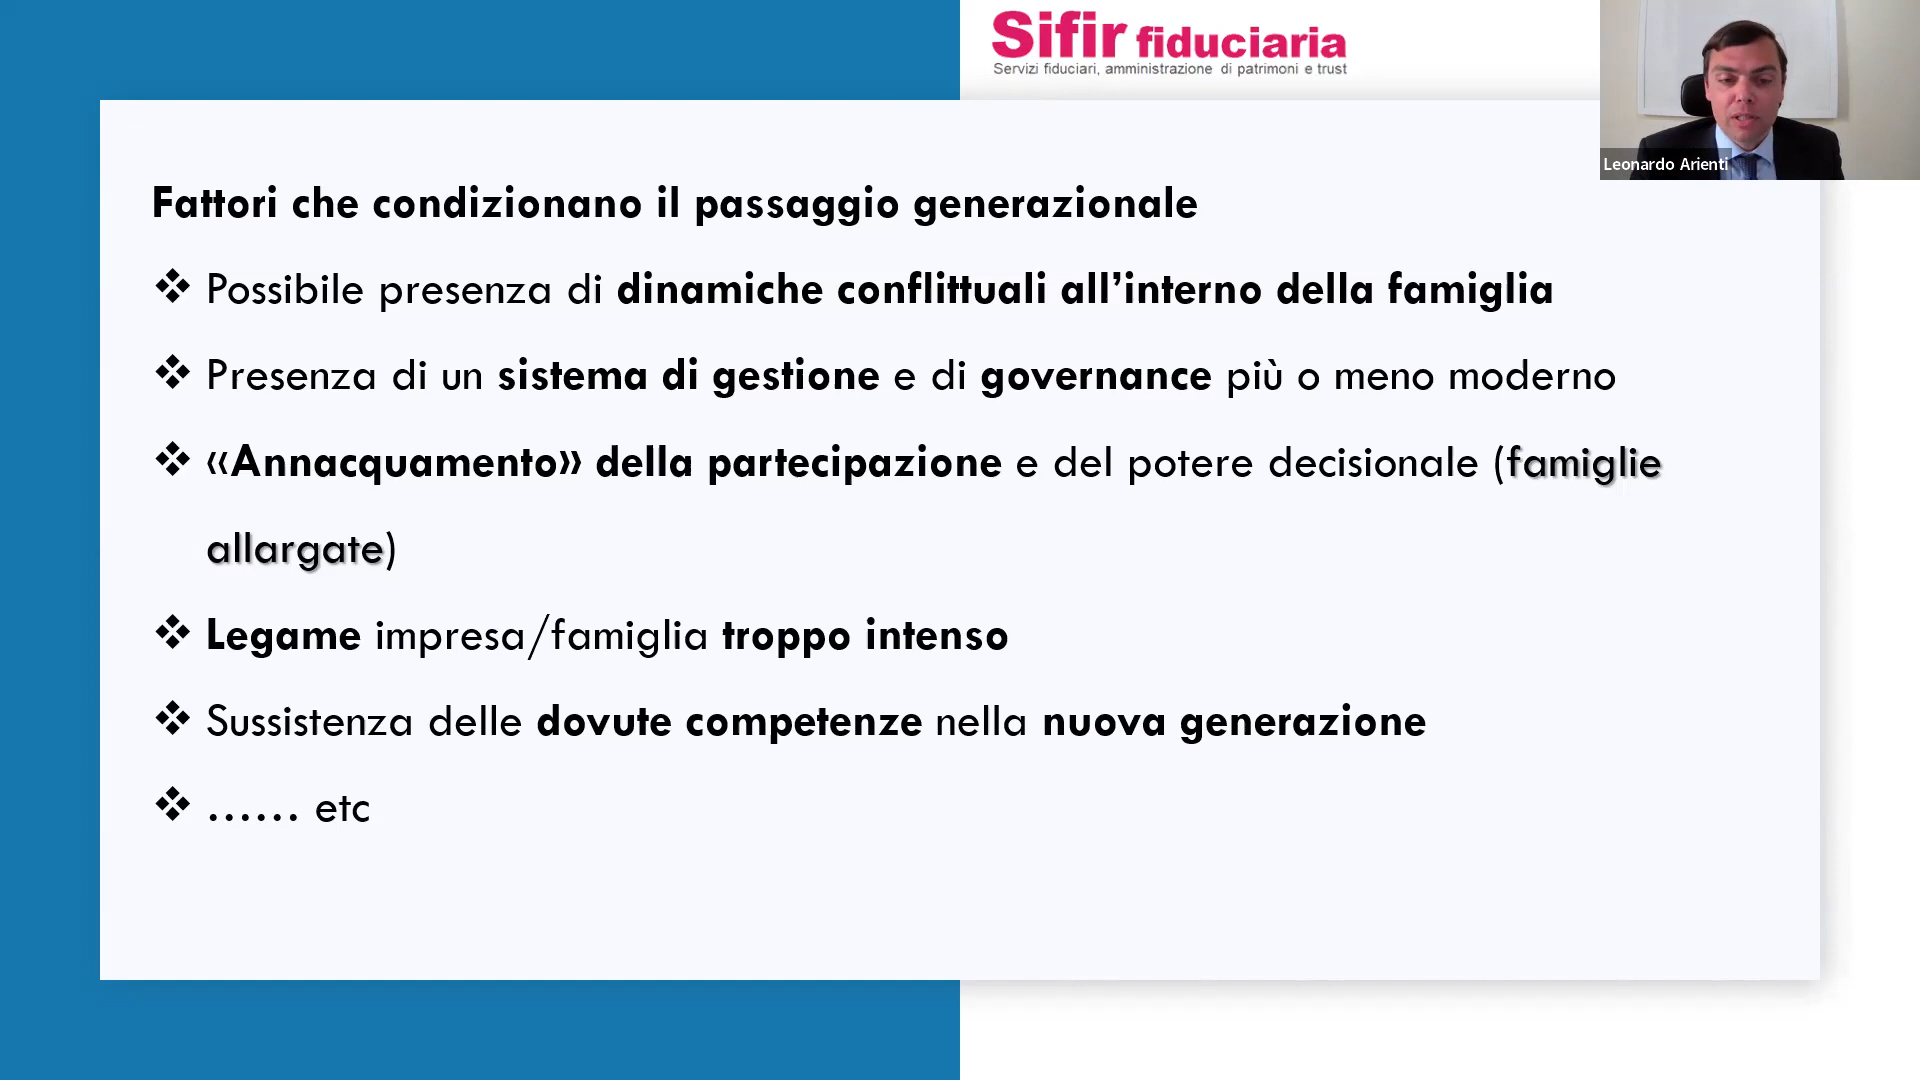 Sifir fiduciaria
Servizi fiduciari, amministrazione di patrimoni e trust
Leonardo Arienti
Fattori che condizionano il passaggio generazionale
❖ Possibile presenza di dinamiche conflittuali all’interno della famiglia
❖ Presenza di un sistema di gestione e di governance più o meno moderno
❖ «Annacquamento» della partecipazione e del potere decisionale (famiglie
allargate)
❖ Legame impresa/famiglia troppo intenso
❖ Sussistenza delle dovute competenze nella nuova generazione
❖ …… etc